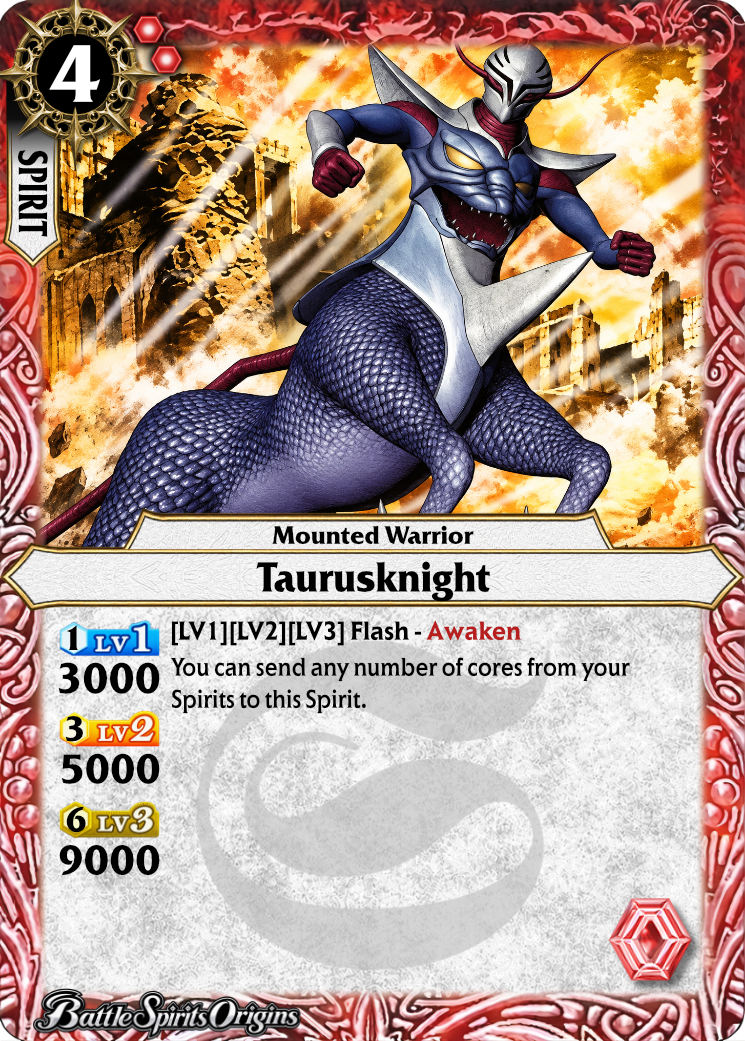 4
SPIRIT
Mounted Warrior
Taurusknight
1 LV1
3000
[LV1][LV2][LV3] Flash - Awaken
You can send any number of cores from your
Spirits to this Spirit.
3 LV2
5000
6 LV3
9000
Battle Spirits Origins